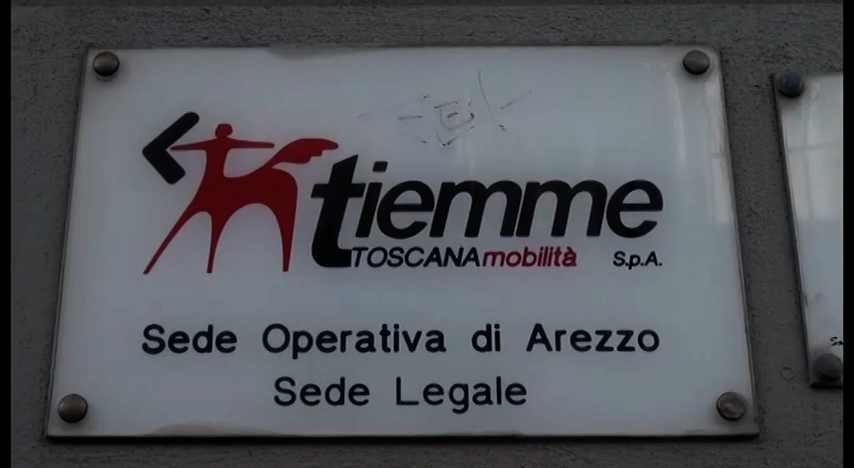 tiemme
TOSCANAmobilità S.p.A.
Sede Operativa di Arezzo
Sede Legale